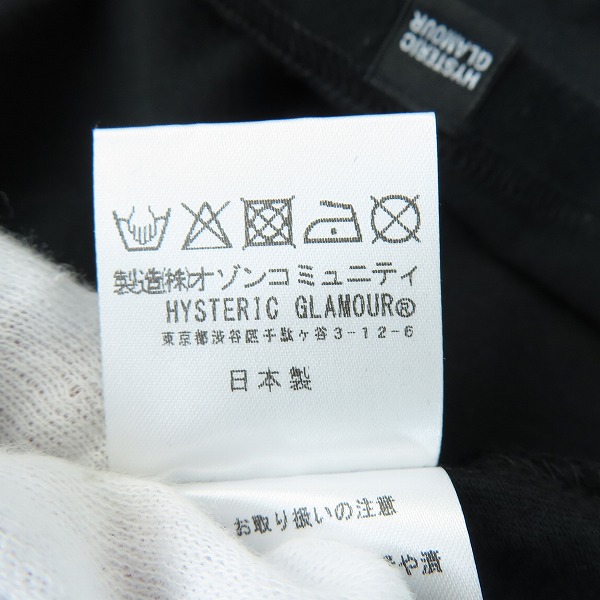 HYSTERIC
GLAMOUR
製造(株)オゾンコミュニティ
HYSTERIC GLAMOUR®
東京都渋谷区千駄ヶ谷3-12-6
日本製
お取り扱いの注意
や濡